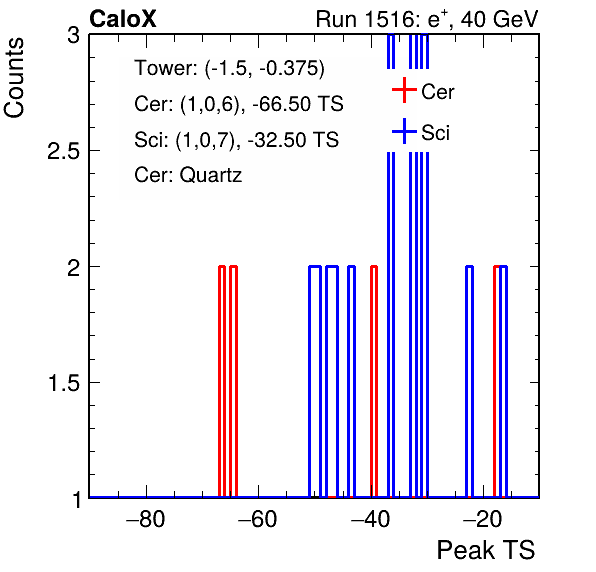 CaloX Run 1516: e⁺, 40 GeV
Counts
3
2.5
2
1.5
1
Tower: (-1.5, -0.375)
Cer: (1,0,6), -66.50 TS
Sci: (1,0,7), -32.50 TS
Cer: Quartz
Cer
Sci
−80 −60 −40 −20
Peak TS